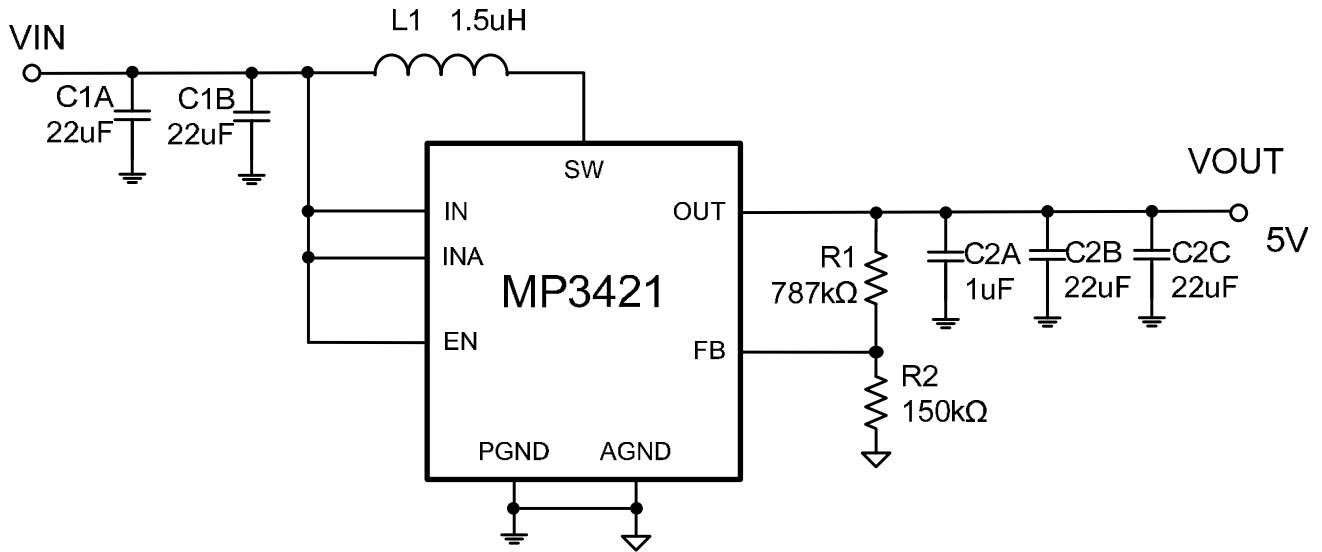 L1 1.5uH
VIN
C1A
22uF
C1B
22uF
SW
VOUT
IN
OUT
5V
INA
R1
787kΩ
C2A
1uF
C2B
22uF
C2C
22uF
MP3421
EN
FB
R2
150kΩ
PGND
AGND